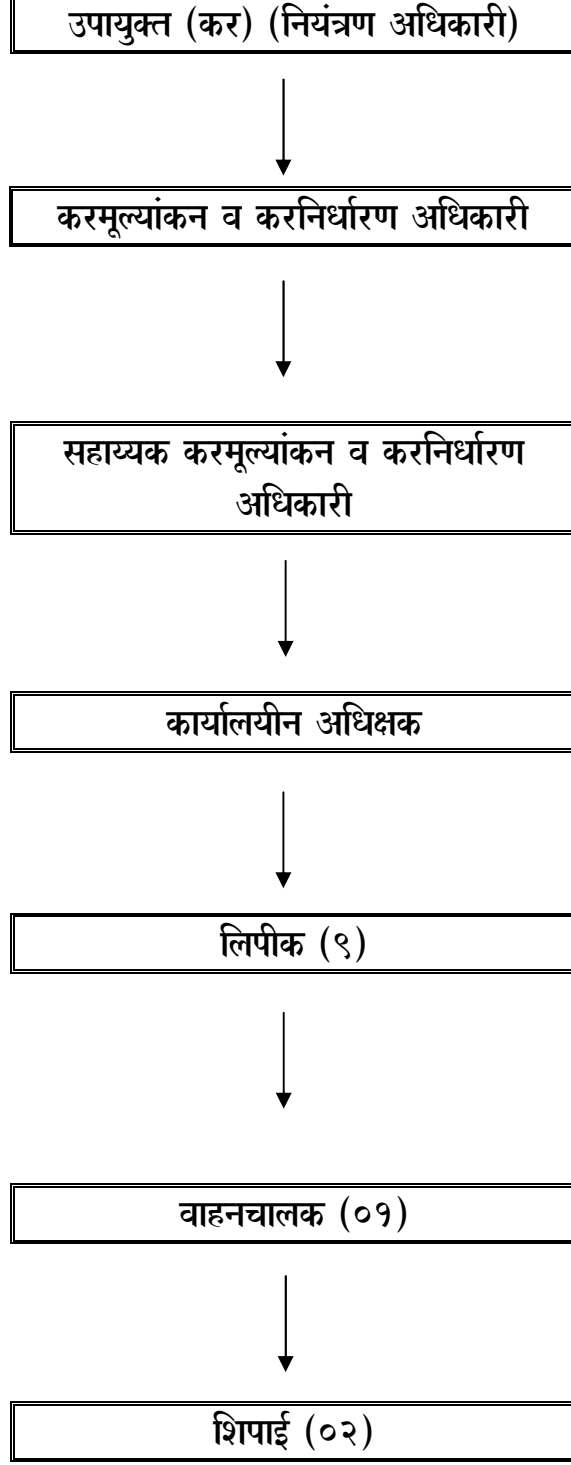 उपायुक्त (कर) (नियंत्रण अधिकारी)
करमूल्यांकन व करनिर्धारण अधिकारी
सहाय्यक करमूल्यांकन व करनिर्धारण
अधिकारी
कार्यालयीन अधिक्षक
लिपीक (९)
वाहनचालक (०१)
शिपाई (०२)